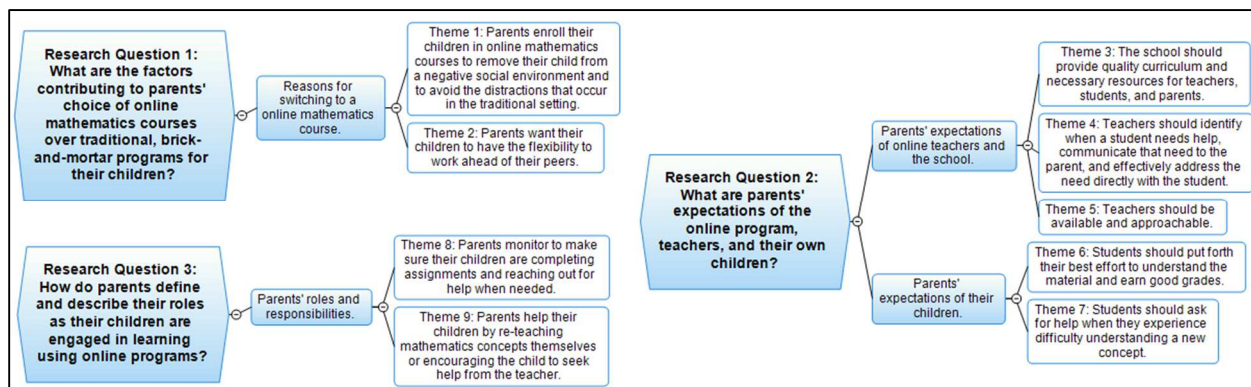 Research Question 1:
What are the factors
contributing to parents'
choice of online
mathematics courses
over traditional, brick-
and-mortar programs for
their children?
Reasons for
switching to a
online mathematics
course.
Theme 1: Parents enroll their
children in online mathematics
courses to remove their child from
a negative social environment and
to avoid the distractions that occur
in the traditional setting.
Theme 2: Parents want their
children to have the flexibility to
work ahead of their peers.
Research Question 3:
How do parents define
and describe their roles
as their children are
engaged in learning
using online programs?
Parents' roles and
responsibilities.
Theme 8: Parents monitor to make
sure their children are completing
assignments and reaching out for
help when needed.
Theme 9: Parents help their
children by re-teaching
mathematics concepts themselves
or encouraging the child to seek
help from the teacher.
Research Question 2:
What are parents'
expectations of the
online program,
teachers, and their own
children?
Parents' expectations
of online teachers and
the school.
Theme 3: The school should
provide quality curriculum and
necessary resources for teachers,
students, and parents.
Theme 4: Teachers should identify
when a student needs help,
communicate that need to the
parent, and effectively address the
need directly with the student.
Theme 5: Teachers should be
available and approachable.
Parents'
expectations of their
children.
Theme 6: Students should put forth
their best effort to understand the
material and earn good grades.
Theme 7: Students should ask
for help when they experience
difficulty understanding a new
concept.